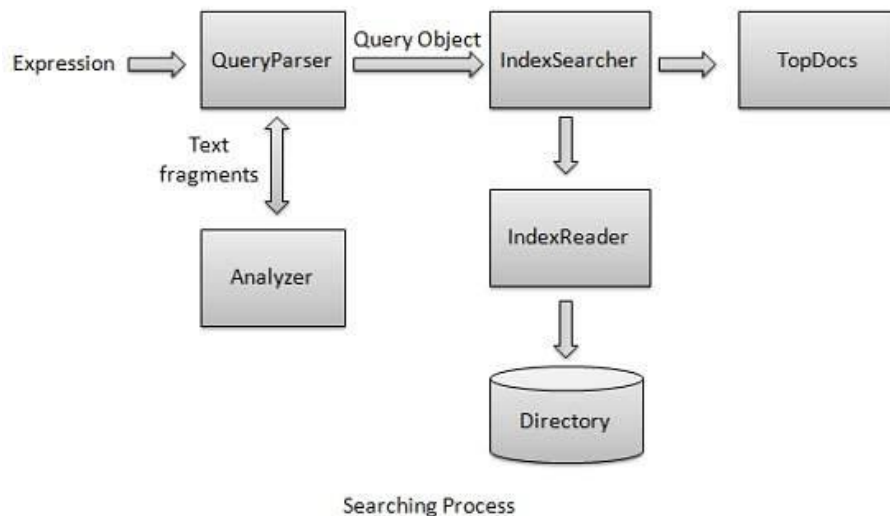 Expression
QueryParser
Query Object
IndexSearcher
TopDocs
Text
fragments
Analyzer
IndexReader
Directory
Searching Process